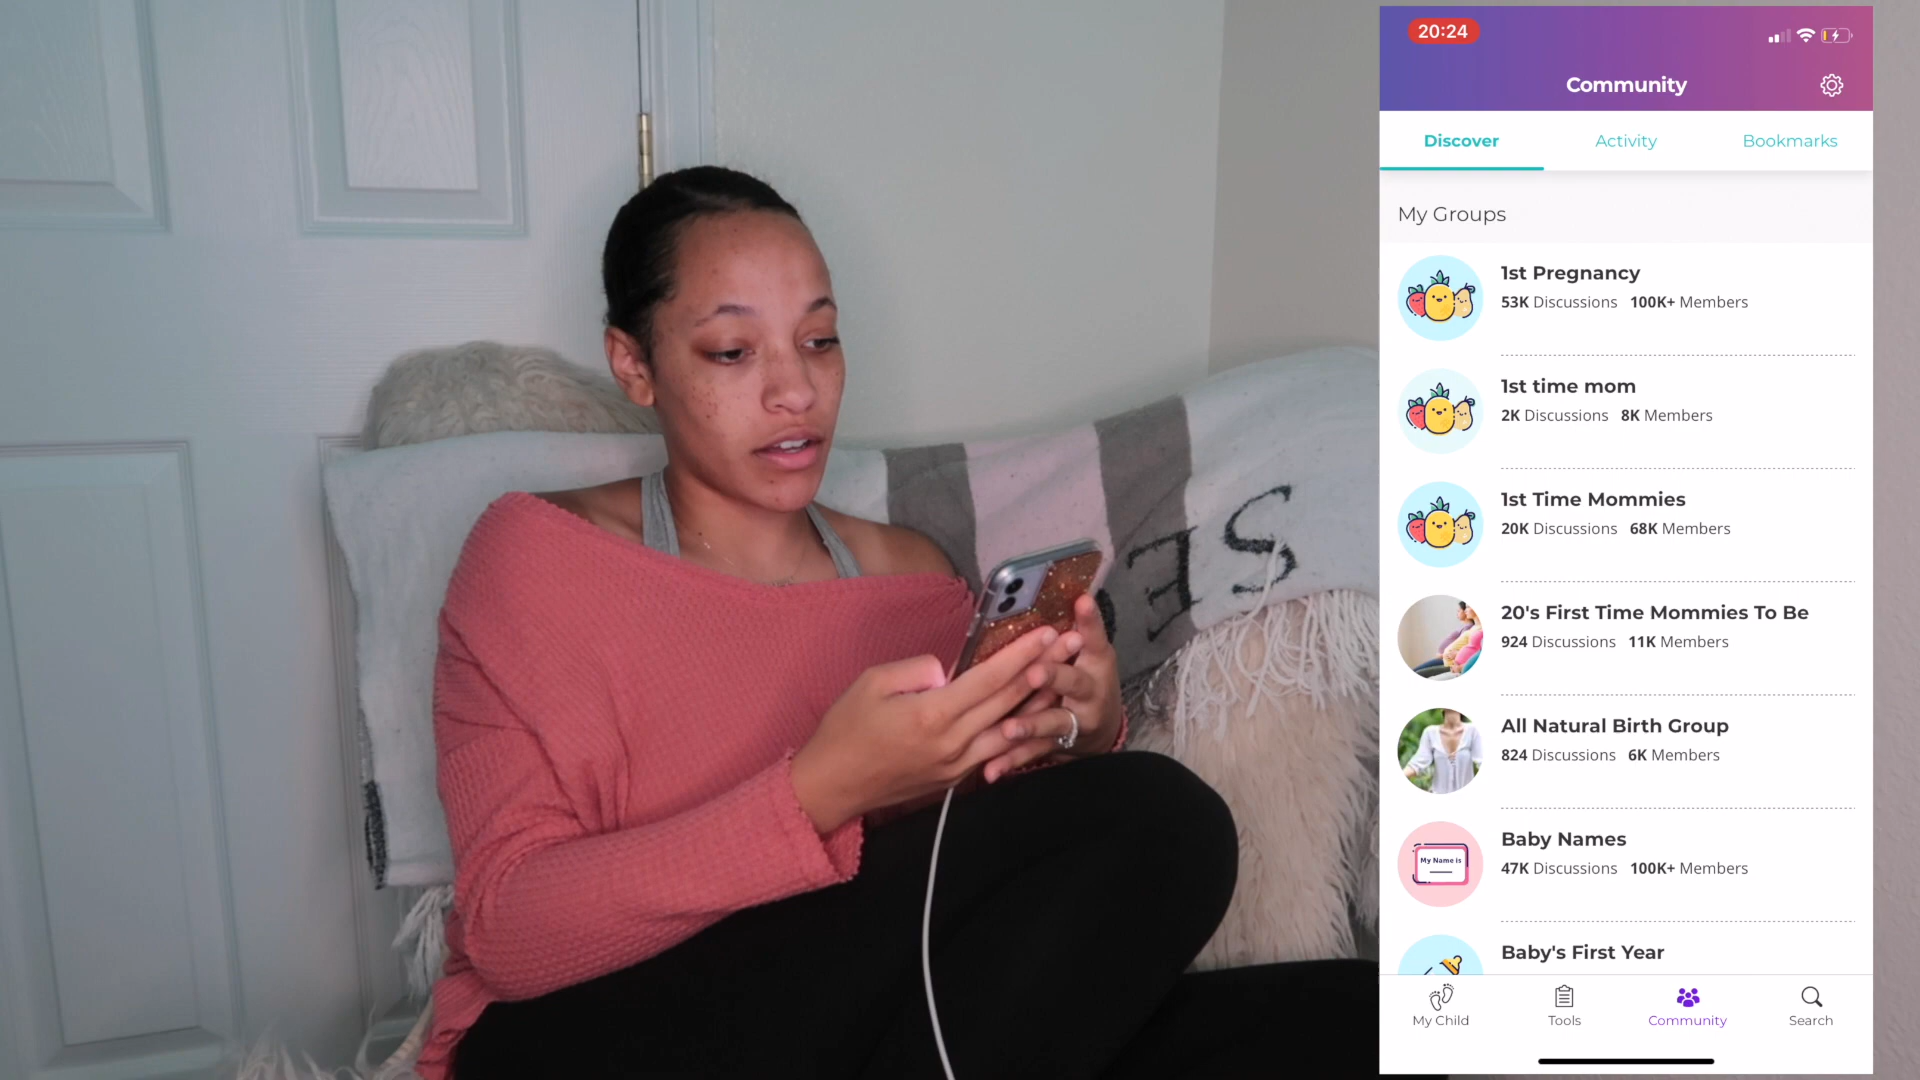 20:24
Community
Discover Activity Bookmarks
My Groups
1st Pregnancy
53K Discussions 100K+ Members
1st time mom
2K Discussions 8K Members
1st Time Mommies
20K Discussions 68K Members
20's First Time Mommies To Be
924 Discussions 11K Members
All Natural Birth Group
824 Discussions 6K Members
My Name is
Baby Names
47K Discussions 100K+ Members
Baby's First Year
My Child Tools Community Search